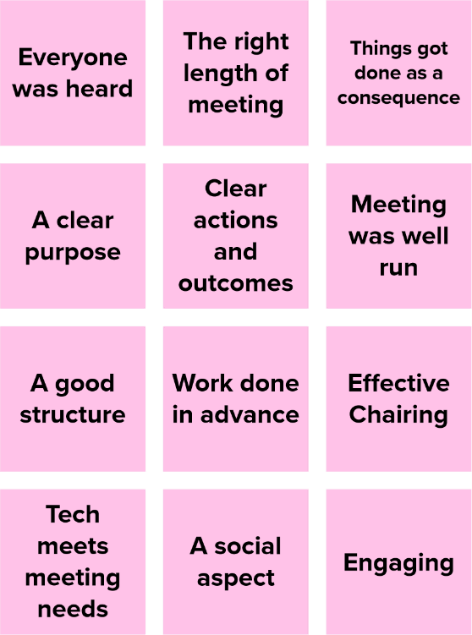 Everyone
was heard
The right
length of
meeting
Things got
done as a
consequence
A clear
purpose
Clear
actions
and
outcomes
Meeting
was well
run
A good
structure
Work done
in advance
Effective
Chairing
Tech
meets
meeting
needs
A social
aspect
Engaging